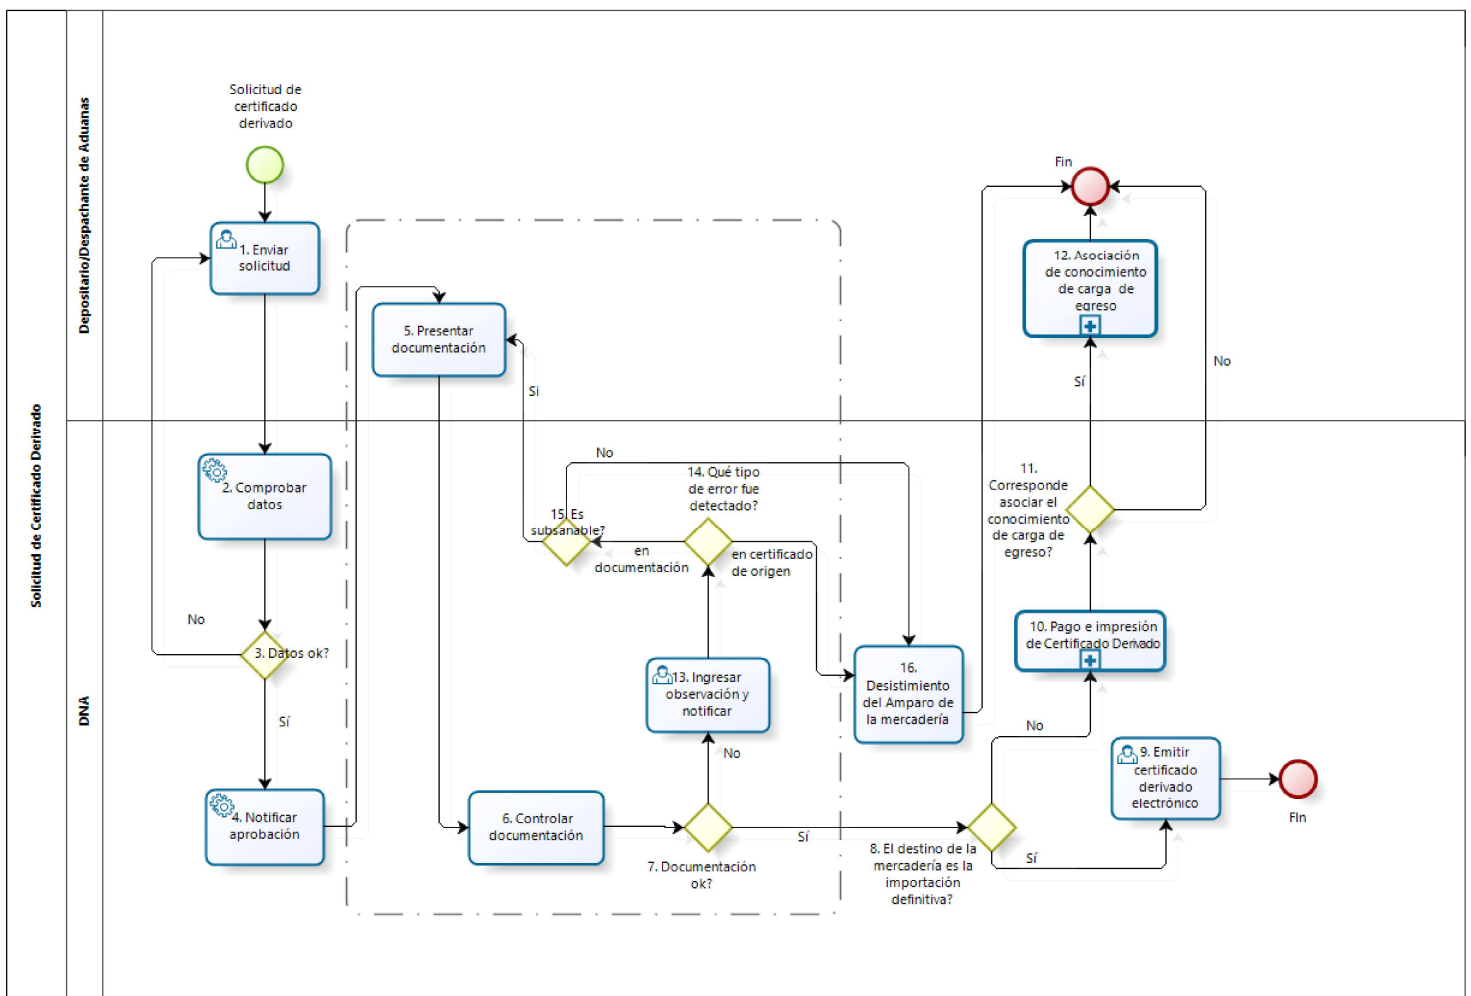 Solicitud de Certificado Derivado
Depositario/Despachante de Aduanas
DNA
Solicitud de
certificado
derivado
1. Enviar
solicitud
2. Comprobar
datos
No
3. Datos ok?
Sí
4. Notificar
aprobación
5. Presentar
documentación
Si
No
15. Es
subsanable?
14. Qué tipo
de error fue
detectado?
en
documentación
en certificado
de origen
13. Ingresar
observación y
notificar
No
6. Controlar
documentación
7. Documentación
ok?
Sí
16.
Desistimiento
del Amparo de
la mercadería
8. El destino de la
mercadería es la
importación
definitiva?
No
Sí
9. Emitir
certificado
derivado
electrónico
FIn
10. Pago e impresión
de Certificado Derivado
11.
Corresponde
asociar el
conocimiento
de carga de
egreso?
Sí
No
12. Asociación
de conocimiento
de carga de
egreso
Fin